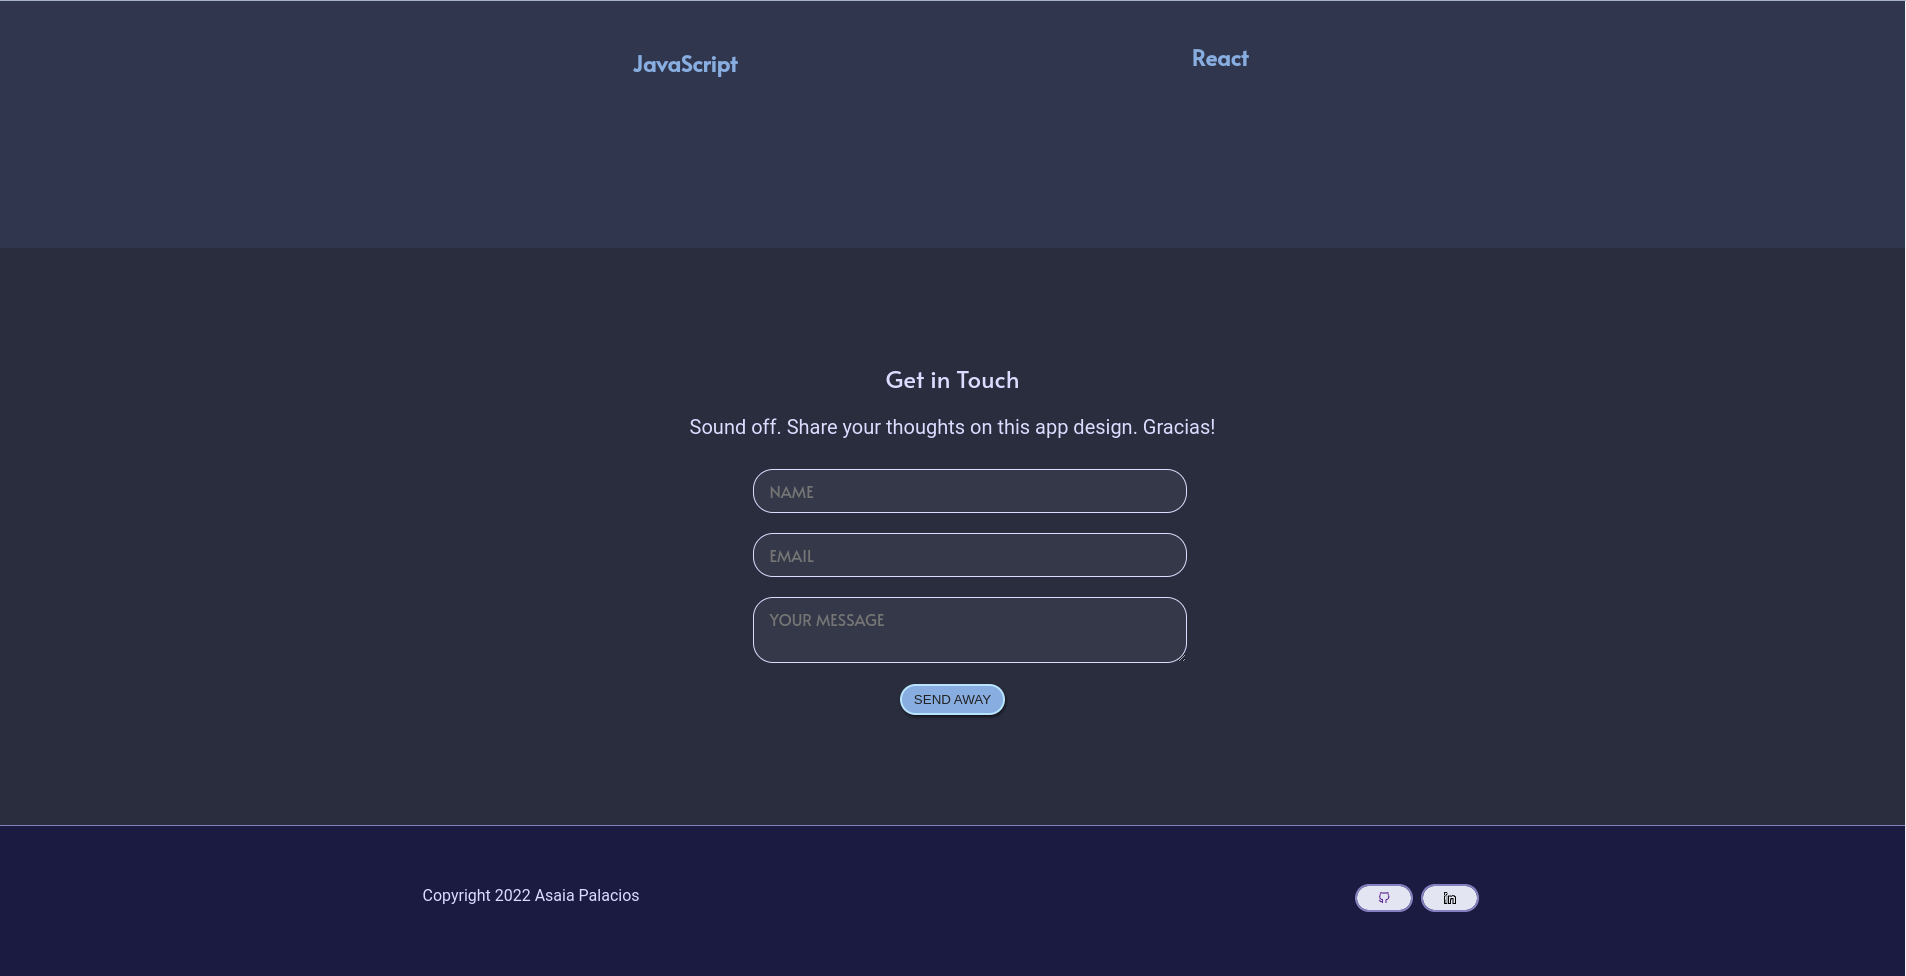 JavaScript
React
Get in Touch
Sound off. Share your thoughts on this app design. Gracias!
NAME
EMAIL
YOUR MESSAGE
SEND AWAY
Copyright 2022 Asaia Palacios
in